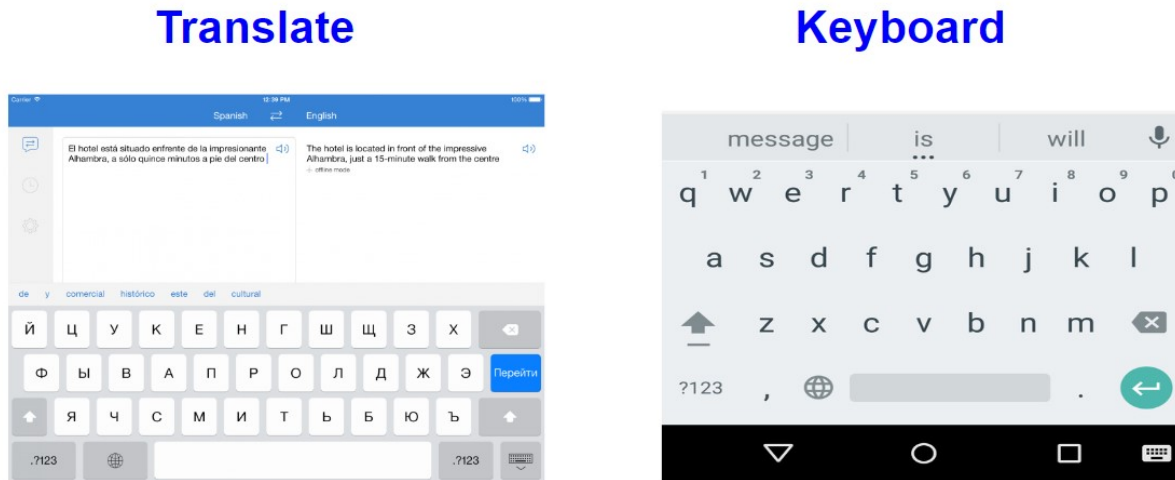 Translate
Keyboard
Carrier 12:39 PM 100%
Spanish English
El hotel está situado enfrente de la impresionante
Alhambra, a sólo quince minutos a pie del centro
The hotel is located in front of the impressive
Alhambra, just a 15-minute walk from the centre
offline mode
de y comercial histórico este del cultural
Й Ц У К Е Н Г Ш Щ З Х
Ф Ы В А П Р О Л Д Ж Э Перейти
Я Ч С М И Т Ь Б Ю Ъ
.?123 .?123
message is will
1 2 3 4 5 6 7 8 9 0
q w e r t y u i o p
a s d f g h j k l
z x c v b n m
?123 , .